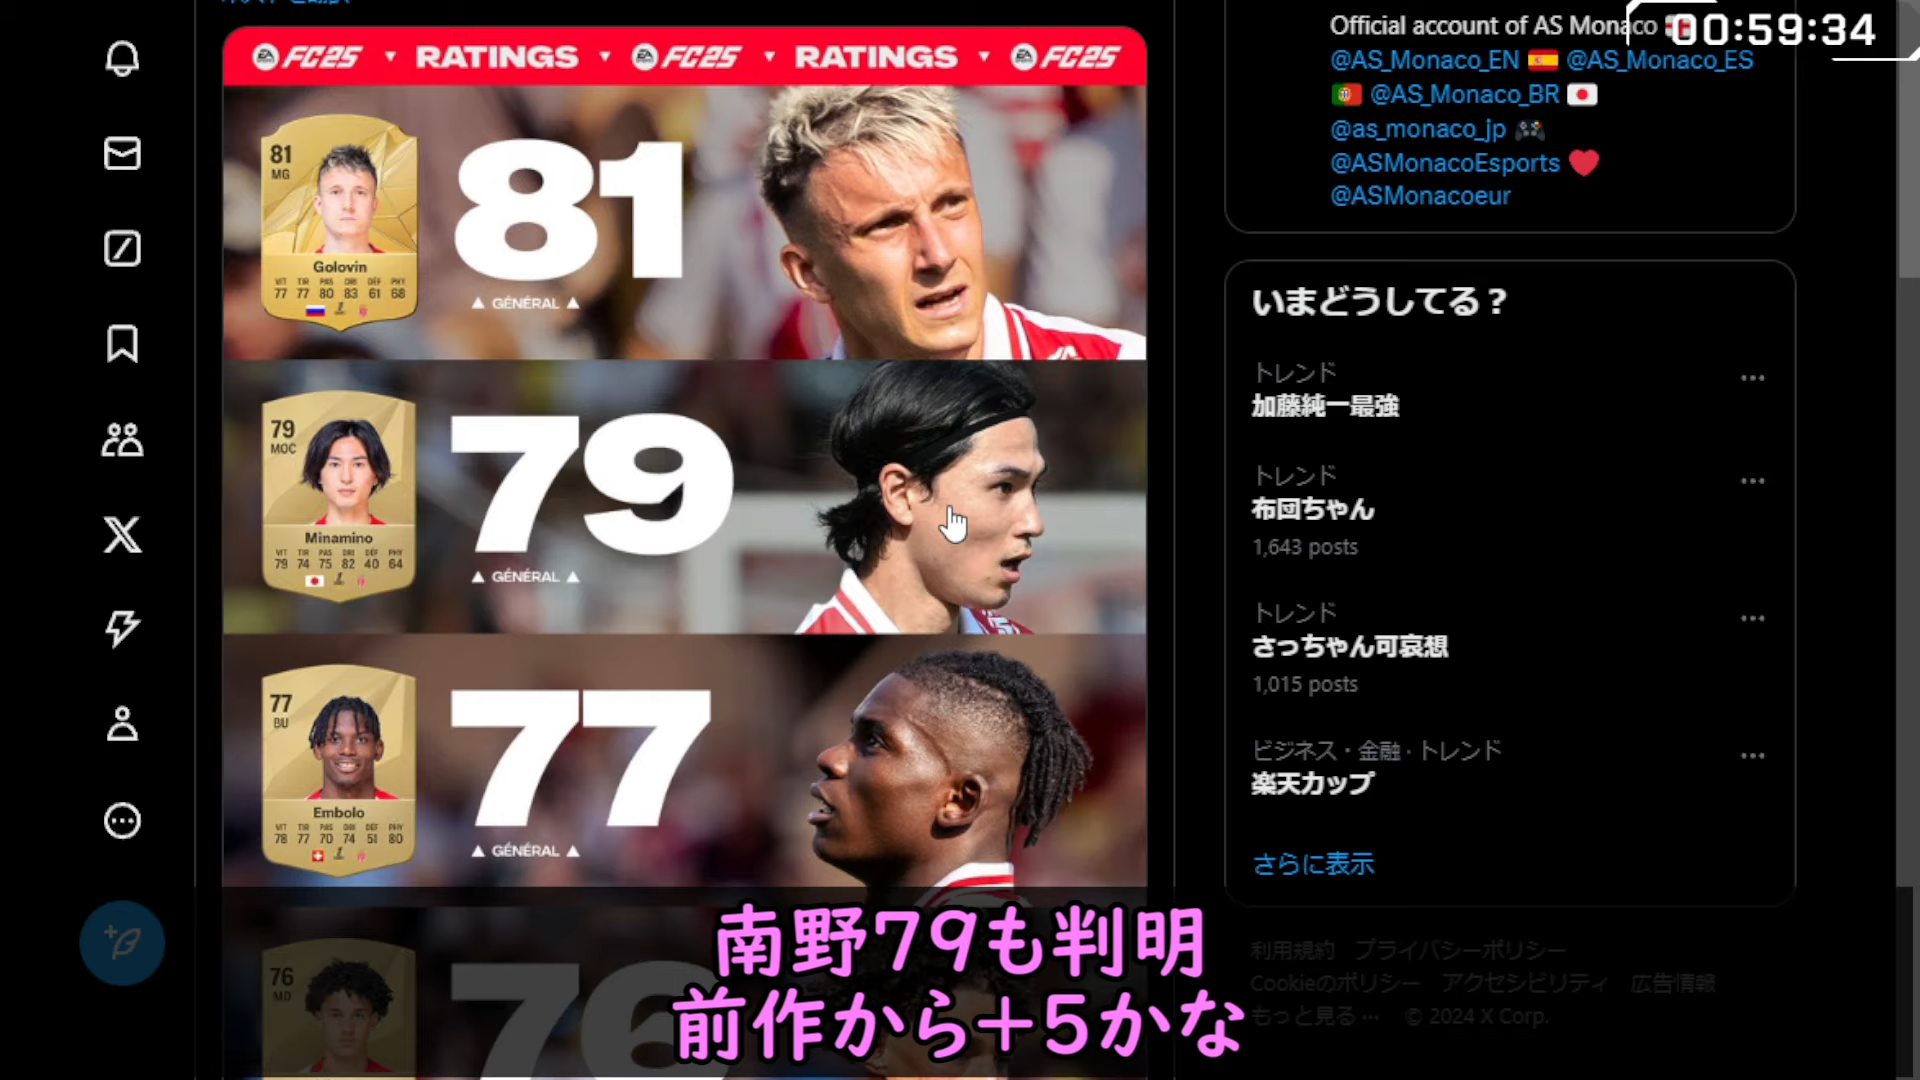 EA SPORTS FC25 ▼ RATINGS ▼ EA SPORTS FC25 ▼ RATINGS ▼ EA SPORTS FC25
81
MG
Golovin
VIT TIR PAS DRI DÉF PHY
77 77 80 83 61 68
81
▲ GÉNÉRAL ▲
79
MOC
Minamino
VIT TIR PAS DRI DÉF PHY
79 74 75 82 40 64
79
▲ GÉNÉRAL ▲
77
BU
Embolo
VIT TIR PAS DRI DÉF PHY
78 77 70 74 51 80
77
▲ GÉNÉRAL ▲
76
MD
76
00:59:34
Official account of AS Monaco
@AS_Monaco_EN 🇪🇸 @AS_Monaco_ES
🇵🇹 @AS_Monaco_BR 🇯🇵
@as_monaco_jp 🎮
@ASMonacoEsports ❤️
@ASMonacoeur
いまどうしてる？
トレンド
加藤純一最強
トレンド
布団ちゃん
1,643 posts
トレンド
さっちゃん可哀想
1,015 posts
ビジネス・金融・トレンド
楽天カップ
さらに表示
利用規約 プライバシーポリシー
Cookieのポリシー アクセシビリティ 広告情報
もっと見る ··· © 2024 X Corp.
南野79も判明
前作から+5かな